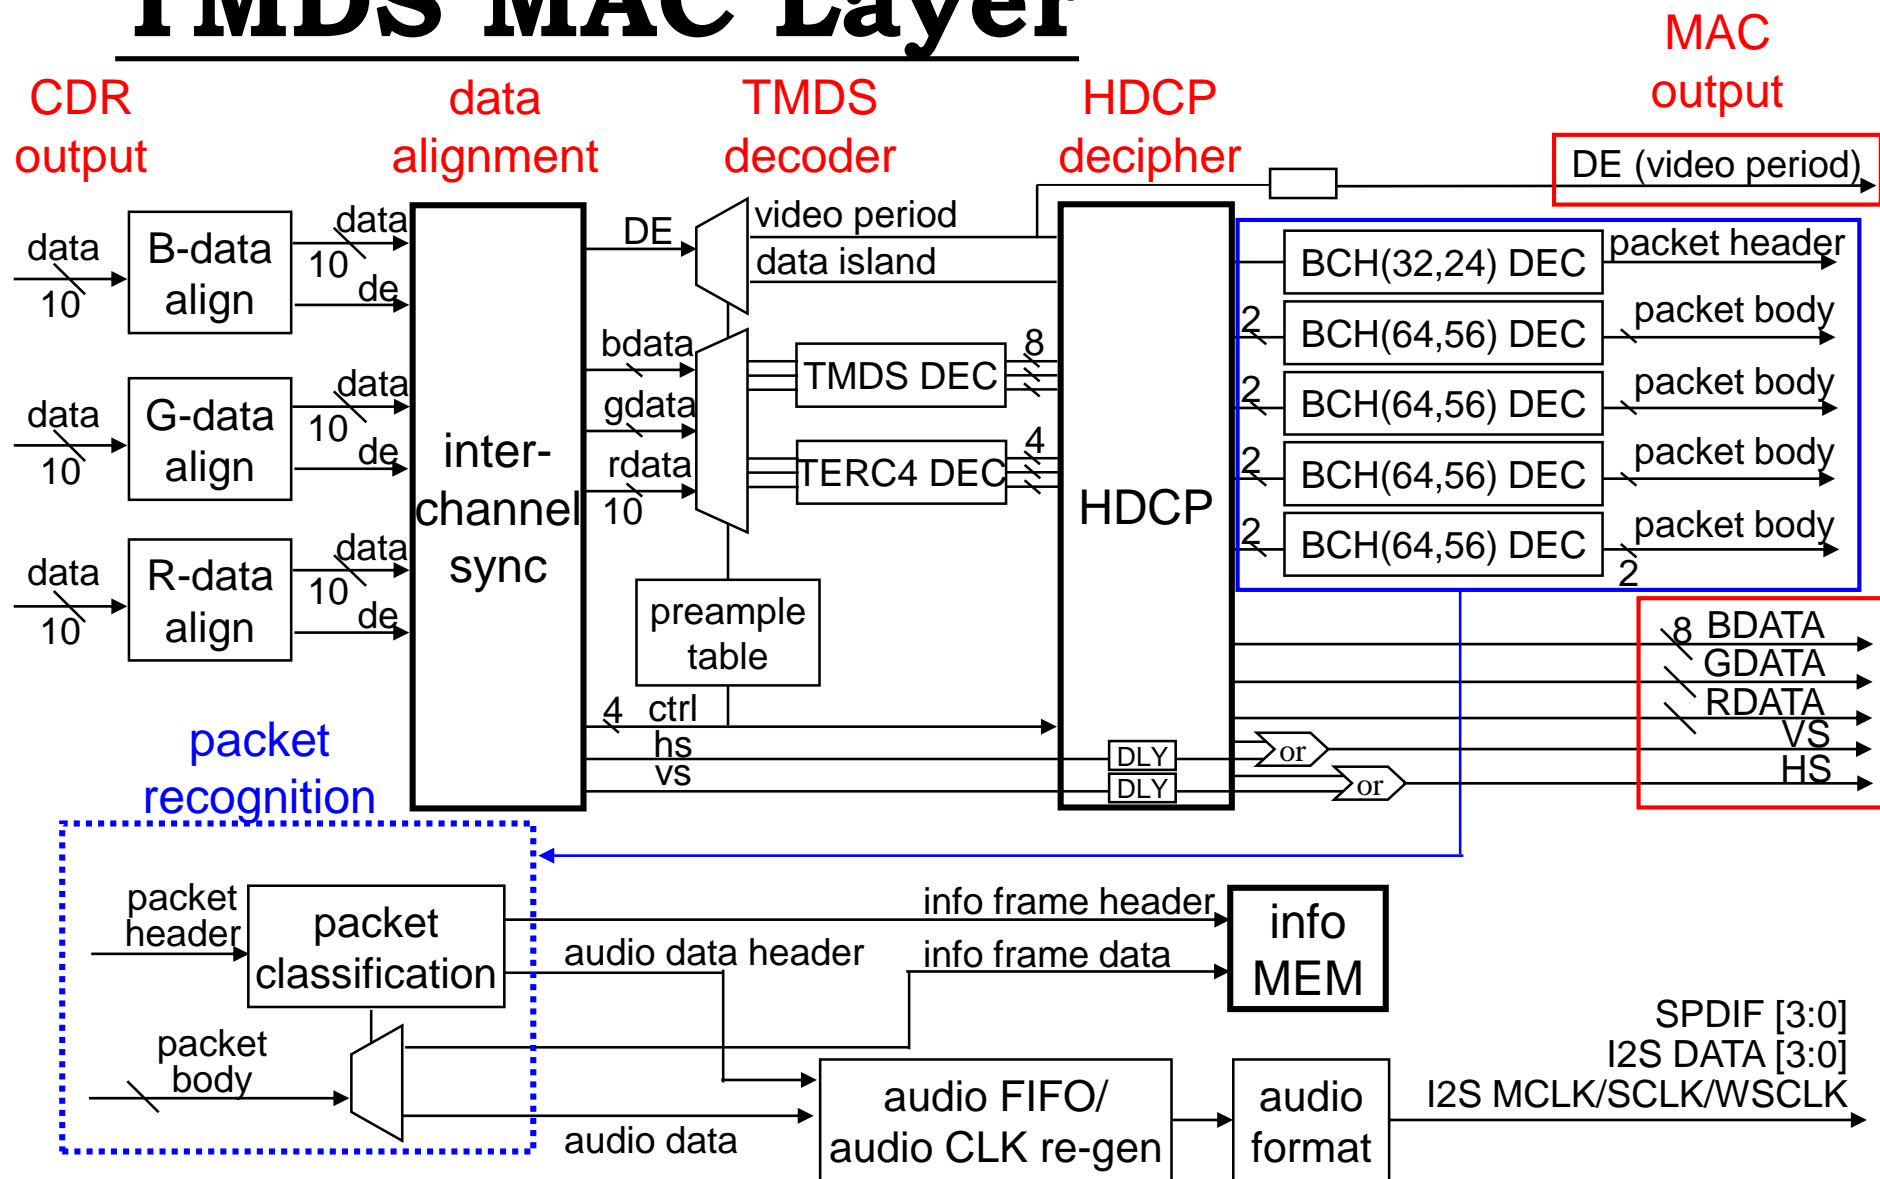 TMDS MAC Layer
CDR
output
data
alignment
TMDS
decoder
HDCP
decipher
MAC
output
DE (video period)
data
10
B-data
align
data
10
de
data
10
G-data
align
data
10
de
data
10
R-data
align
data
10
de
inter-
channel
sync
DE
video period
data island
bdata
gdata
rdata
10
TMDS DEC
8
TERC4 DEC
4
preample
table
4
ctrl
hs
vs
HDCP
DLY
DLY
BCH(32,24) DEC
packet header
2
BCH(64,56) DEC
packet body
2
BCH(64,56) DEC
packet body
2
BCH(64,56) DEC
packet body
2
BCH(64,56) DEC
packet body
2
8
BDATA
GDATA
RDATA
VS
HS
or
or
packet
recognition
packet
header
packet
classification
packet
body
info frame header
audio data header
info frame data
info
MEM
audio data
audio FIFO/
audio CLK re-gen
audio
format
SPDIF [3:0]
I2S DATA [3:0]
I2S MCLK/SCLK/WSCLK